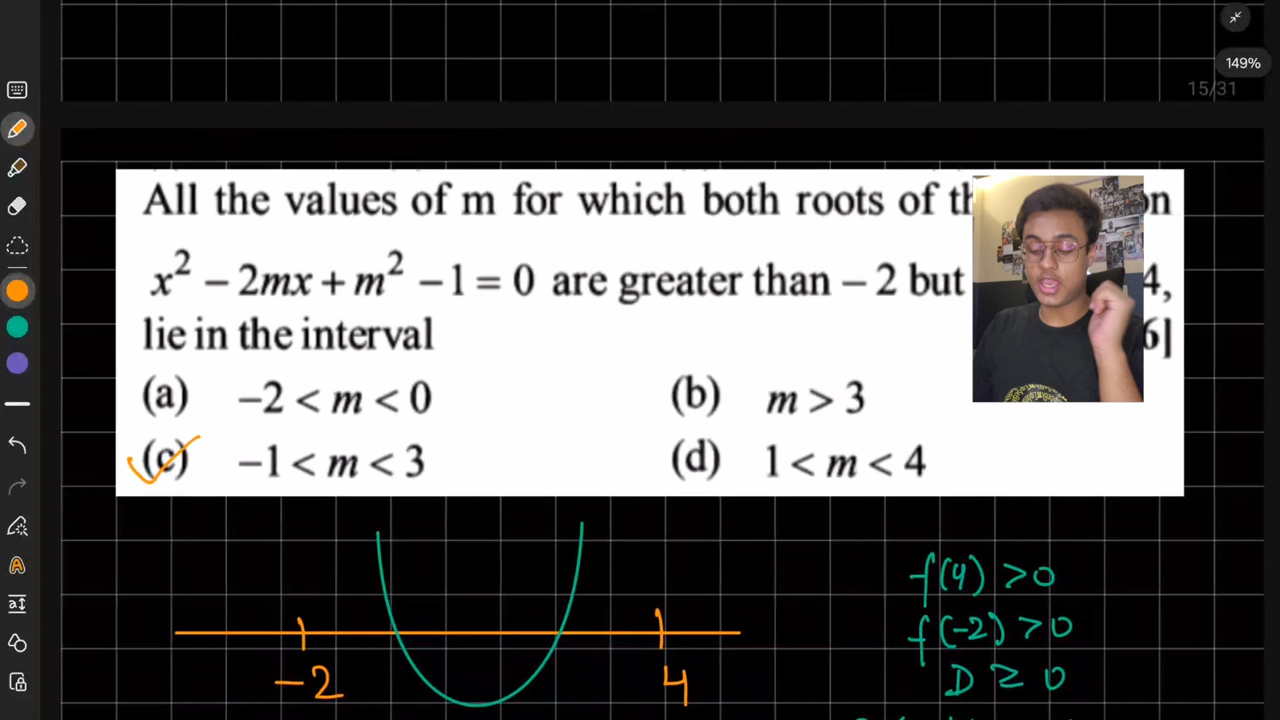 149%
15/31
All the values of m for which both roots of
x² – 2mx + m² – 1 = 0 are greater than – 2 but 4,
lie in the interval 6]
(a) –2 < m < 0 (b) m > 3
(c) –1 < m < 3 (d) 1 < m < 4
f(4) > 0
f(-2) > 0
D ≥ 0
-2 4